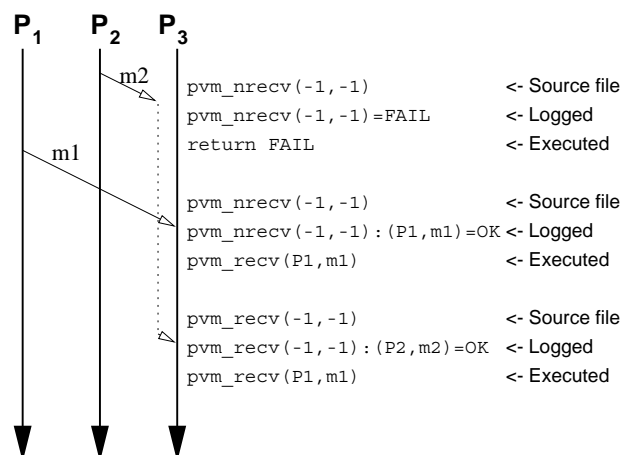 P1 P2 P3
m2
pvm_nrecv(-1,-1) <- Source file
pvm_nrecv(-1,-1)=FAIL <- Logged
return FAIL <- Executed
m1
pvm_nrecv(-1,-1) <- Source file
pvm_nrecv(-1,-1):(P1,m1)=OK <- Logged
pvm_recv(P1,m1) <- Executed
pvm_recv(-1,-1) <- Source file
pvm_recv(-1,-1):(P2,m2)=OK <- Logged
pvm_recv(P1,m1) <- Executed